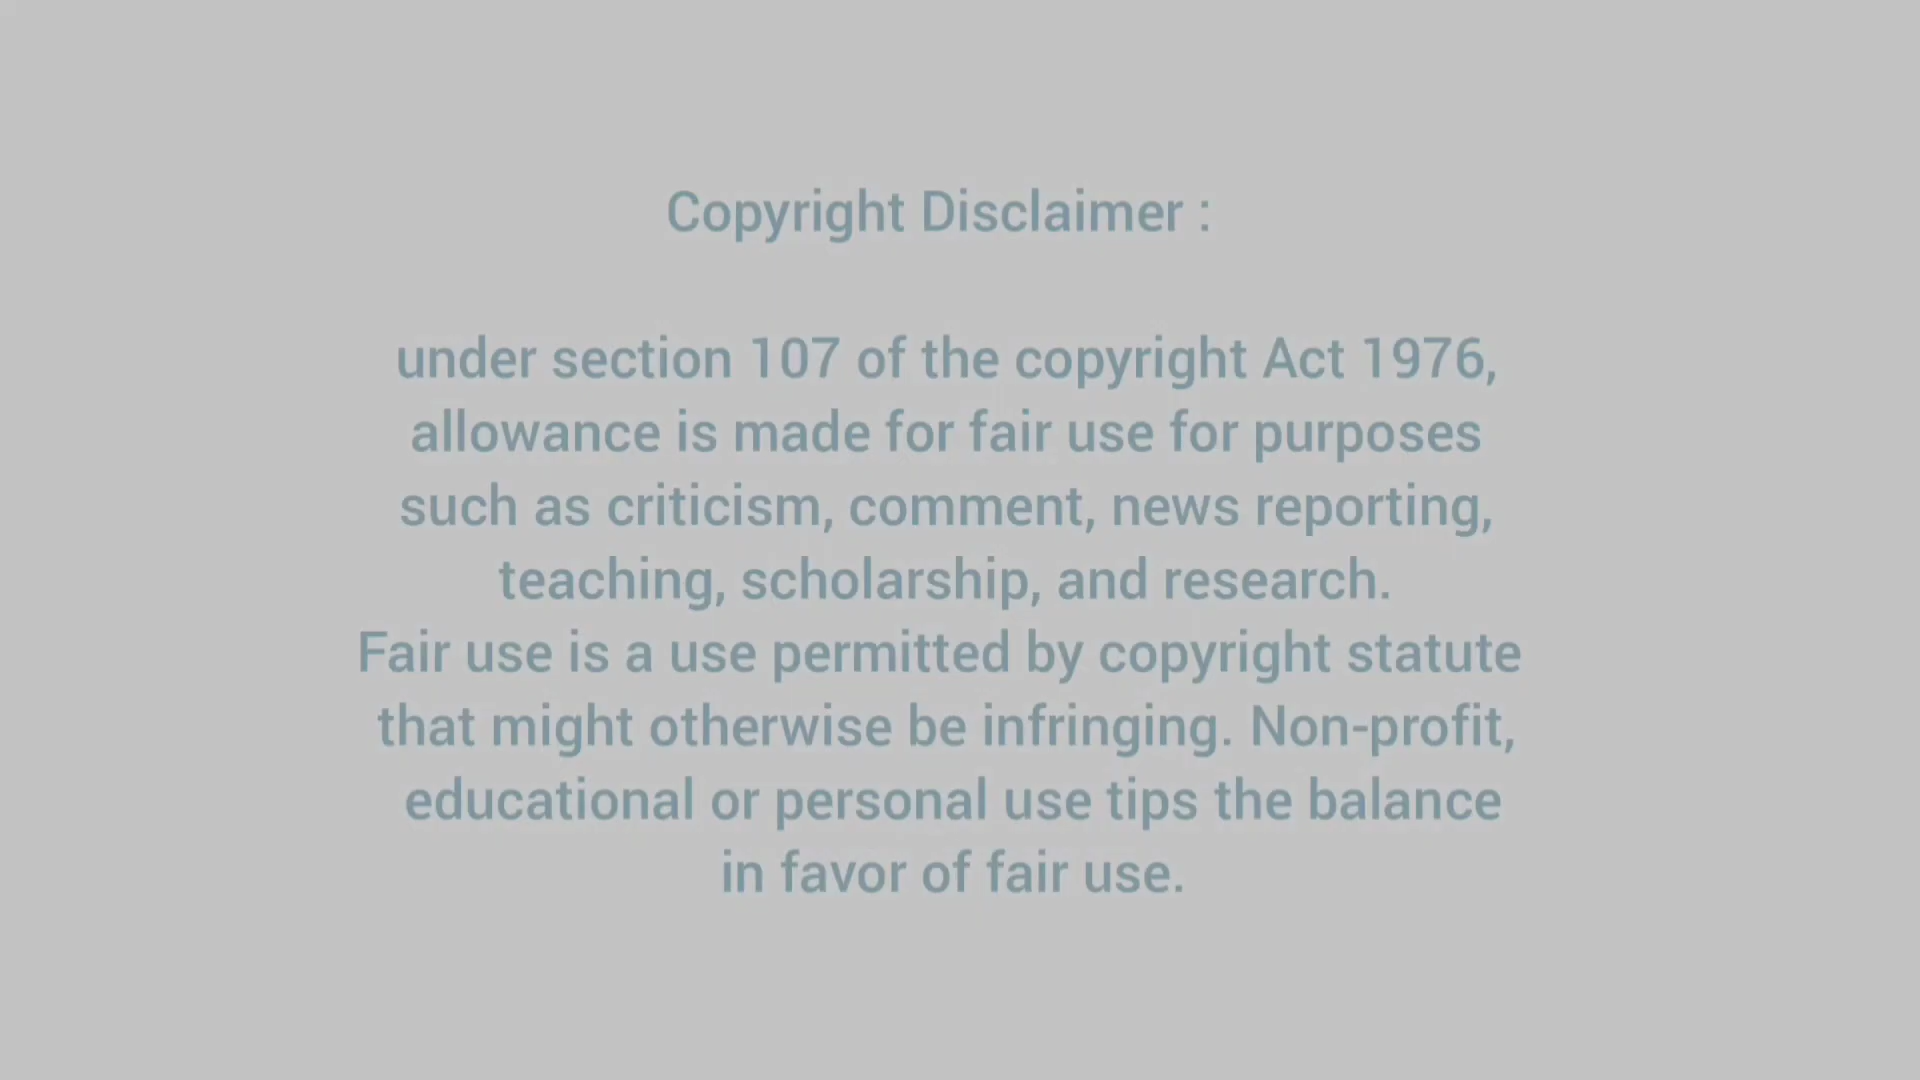 Copyright Disclaimer :
under section 107 of the copyright Act 1976,
allowance is made for fair use for purposes
such as criticism, comment, news reporting,
teaching, scholarship, and research.
Fair use is a use permitted by copyright statute
that might otherwise be infringing. Non-profit,
educational or personal use tips the balance
in favor of fair use.